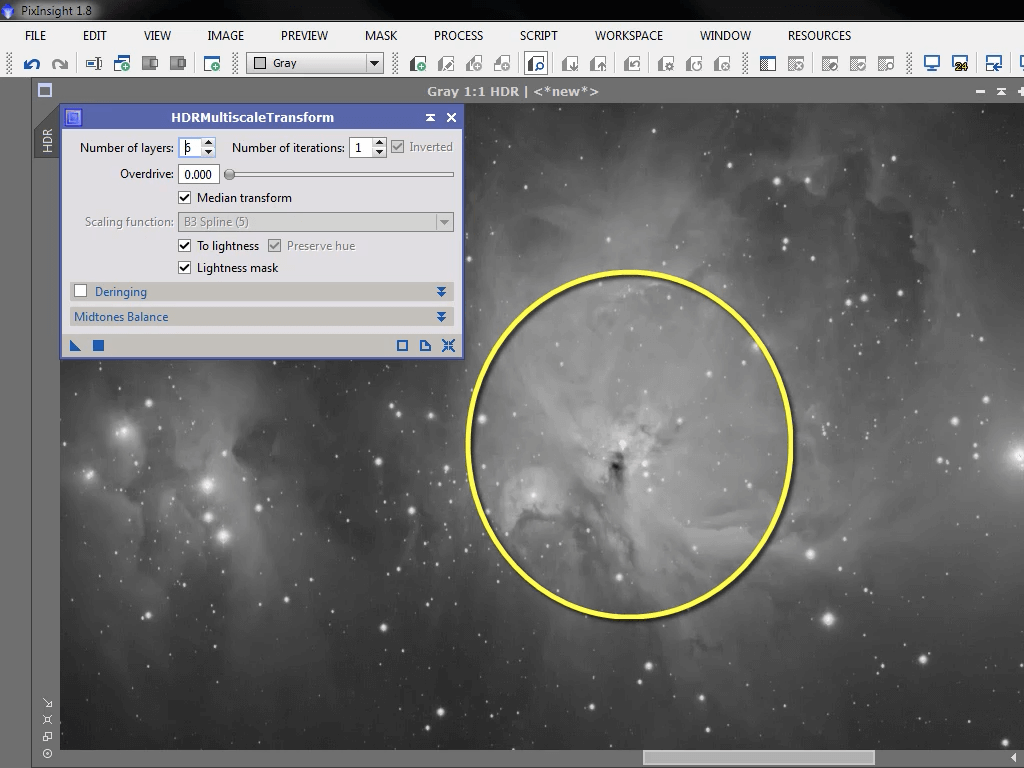 PixInsight 1.8
FILE EDIT VIEW IMAGE PREVIEW MASK PROCESS SCRIPT WORKSPACE WINDOW RESOURCES
Gray
24
Gray 1:1 HDR | <*new*>
HDR
HDRMultiscaleTransform
Number of layers: 6 Number of iterations: 1 Inverted
Overdrive: 0.000
Median transform
Scaling function: B3 Spline (5)
To lightness Preserve hue
Lightness mask
Deringing
Midtones Balance